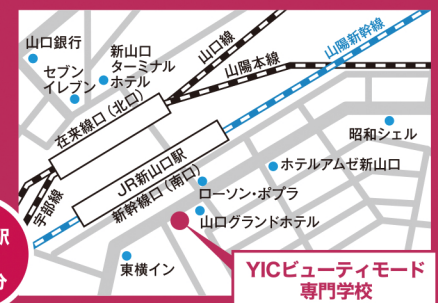 山口銀行
セブン
イレブン
新山口
ターミナル
ホテル
山口線
山陽本線
山陽新幹線
在来線口(北口)
宇部線
JR新山口駅
新幹線口(南口)
昭和シェル
ホテルアムゼ新山口
ローソン・ポプラ
山口グランドホテル
東横イン
駅
分
YICビューティモード
専門学校